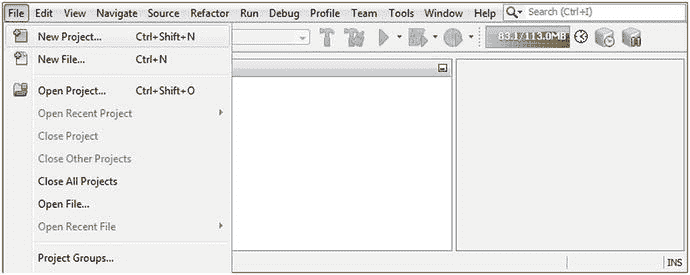 File Edit View Navigate Source Refactor Run Debug Profile Team Tools Window Help Search (Ctrl+I)
New Project... Ctrl+Shift+N
83.1/113.0MB
New File... Ctrl+N
Open Project... Ctrl+Shift+O
Open Recent Project
Close Project
Close Other Projects
Close All Projects
Open File...
Open Recent File
Project Groups...
INS